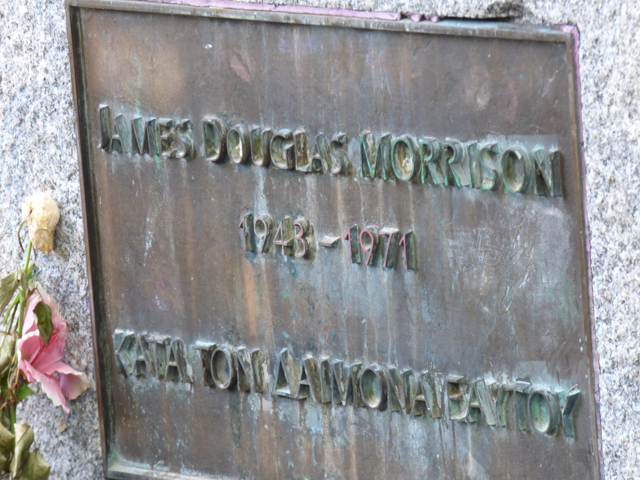 JAMES DOUGLAS MORRISON
1943 - 1971
ΚΑΤΑ ΤΟΝ ΔΑΙΜΟΝΑ ΕΑΥΤΟΥ